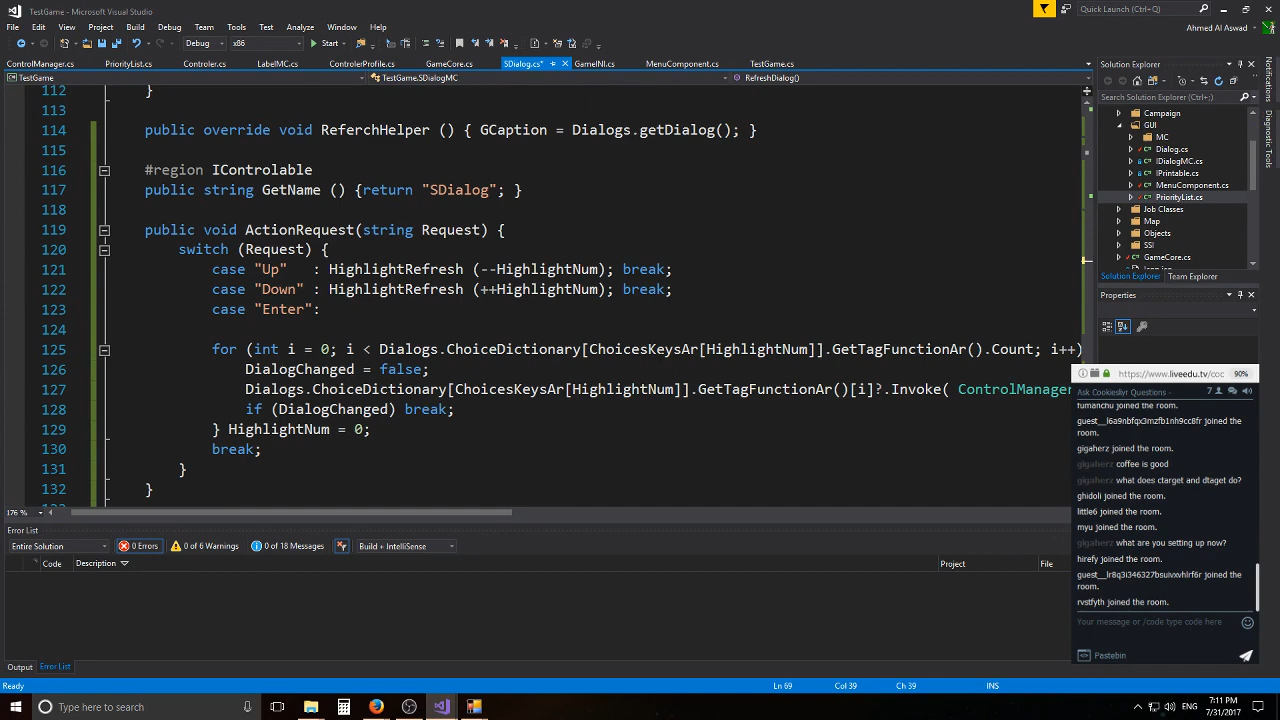 TestGame - Microsoft Visual Studio
Quick Launch (Ctrl+Q)
File Edit View Project Build Debug Team Tools Test Analyze Window Help
Ahmed Al Aswad
Debug x86 Start
ControlManager.cs PriorityList.cs Controler.cs LabelMC.cs ControlerProfile.cs GameCore.cs SDialog.cs* GameINI.cs MenuComponent.cs TestGame.cs
TestGame TestGame.SDialogMC RefreshDialog()
112 }
113
114 public override void ReferchHelper () { GCaption = Dialogs.getDialog(); }
115
116 #region IControlable
117 public string GetName () {return "SDialog"; }
118
119 public void ActionRequest(string Request) {
120 switch (Request) {
121 case "Up" : HighlightRefresh (--HighlightNum); break;
122 case "Down" : HighlightRefresh (++HighlightNum); break;
123 case "Enter":
124
125 for (int i = 0; i < Dialogs.ChoiceDictionary[ChoicesKeysAr[HighlightNum]].GetTagFunctionAr().Count; i++)
126 DialogChanged = false;
127 Dialogs.ChoiceDictionary[ChoicesKeysAr[HighlightNum]].GetTagFunctionAr()[i]?.Invoke( ControlManager
128 if (DialogChanged) break;
129 } HighlightNum = 0;
130 break;
131 }
132 }
176 %
Solution Explorer
Search Solution Explorer (Ctrl+;)
Campaign
GUI
MC
Dialog.cs
IDialogMC.cs
IPrintable.cs
MenuComponent.cs
PriorityList.cs
Job Classes
Map
Objects
SSI
GameCore.cs
Solution Explorer Team Explorer
Properties
Notifications
Diagnostic Tools
https://www.liveedu.tv/coc 90%
Ask Cookieslyr Questions 7
fumanchu joined the room.
guest__l6a9nbfqx3mzfb1nh9cc8fr joined the
room.
gigaherz joined the room.
gigaherz coffee is good
gigaherz what does ctarget and dtaget do?
ghidoli joined the room.
little6 joined the room.
myu joined the room.
gigaherz what are you setting up now?
hirefy joined the room.
guest__lr8q3i346327bsuivxvhlrf6r joined the
room.
rvstfyth joined the room.
Your message or /code type code here
Pastebin
Error List
Entire Solution 0 Errors 0 of 6 Warnings 0 of 18 Messages Build + IntelliSense
Code Description Project File
Output Error List
Ready Ln 69 Col 39 Ch 39 INS
Type here to search
ENG
7:11 PM
7/31/2017